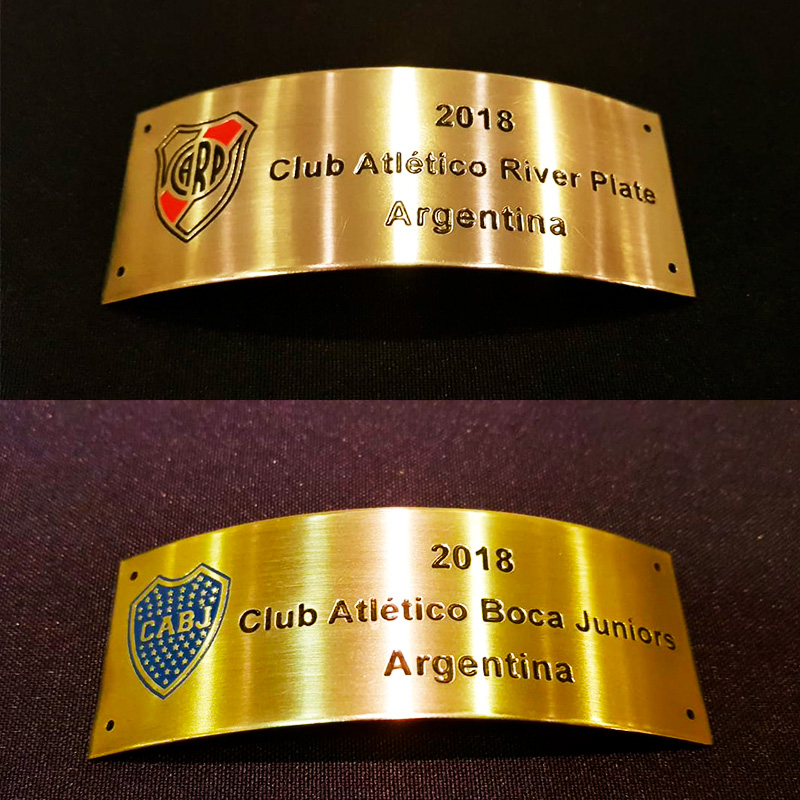 2018
CARP
Club Atlético River Plate
Argentina
2018
CABJ
Club Atlético Boca Juniors
Argentina